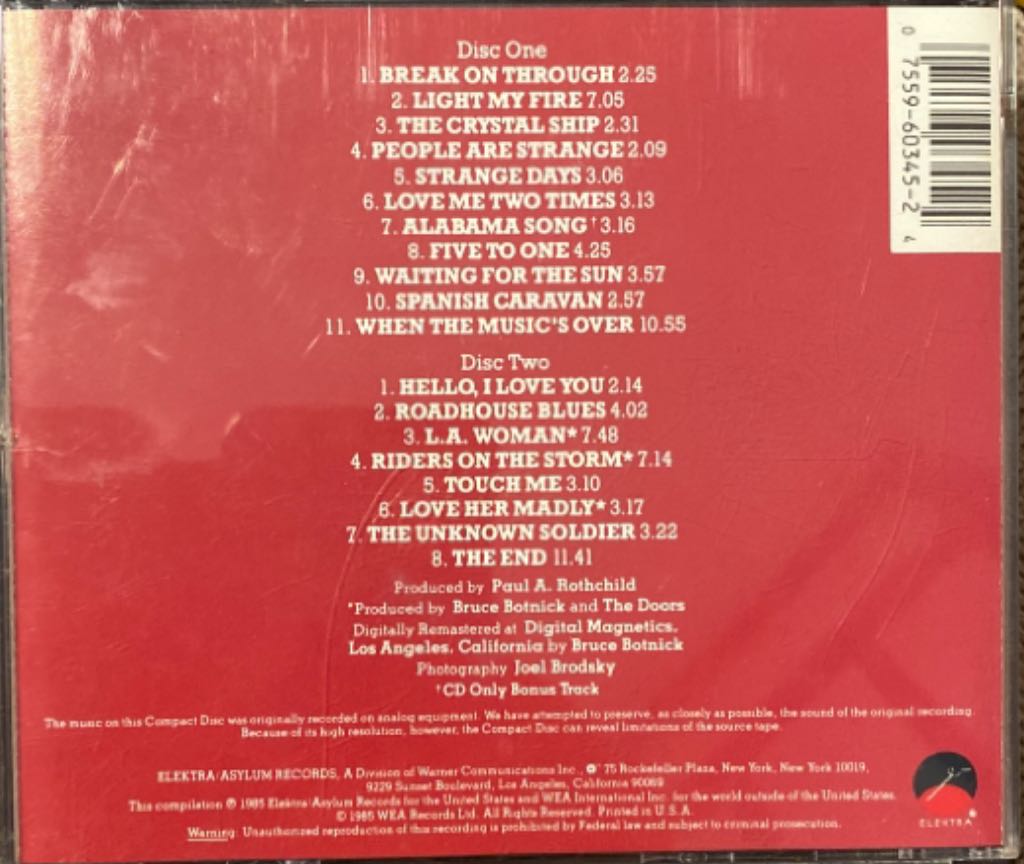 Disc One
1. BREAK ON THROUGH 2.25
2. LIGHT MY FIRE 7.05
3. THE CRYSTAL SHIP 2.31
4. PEOPLE ARE STRANGE 2.09
5. STRANGE DAYS 3.06
6. LOVE ME TWO TIMES 3.13
7. ALABAMA SONG † 3.16
8. FIVE TO ONE 4.25
9. WAITING FOR THE SUN 3.57
10. SPANISH CARAVAN 2.57
11. WHEN THE MUSIC'S OVER 10.55
Disc Two
1. HELLO, I LOVE YOU 2.14
2. ROADHOUSE BLUES 4.02
3. L.A. WOMAN* 7.48
4. RIDERS ON THE STORM* 7.14
5. TOUCH ME 3.10
6. LOVE HER MADLY* 3.17
7. THE UNKNOWN SOLDIER 3.22
8. THE END 11.41
Produced by Paul A. Rothchild
*Produced by Bruce Botnick and The Doors
Digitally Remastered at Digital Magnetics,
Los Angeles, California by Bruce Botnick
Photography Joel Brodsky
†CD Only Bonus Track
The music on this Compact Disc was originally recorded on analog equipment. We have attempted to preserve, as closely as possible, the sound of the original recording.
Because of its high resolution, however, the Compact Disc can reveal limitations of the source tape.
ELEKTRA/ASYLUM RECORDS, A Division of Warner Communications Inc., 75 Rockefeller Plaza, New York, New York 10019,
9229 Sunset Boulevard, Los Angeles, California 90069
This compilation ℗ 1985 Elektra/Asylum Records for the United States and WEA International Inc. for the world outside of the United States.
© 1985 WEA Records Ltd. All Rights Reserved. Printed in U.S.A.
Warning: Unauthorized reproduction of this recording is prohibited by Federal law and subject to criminal prosecution.
0 7559-60345-2 4
ELEKTRA